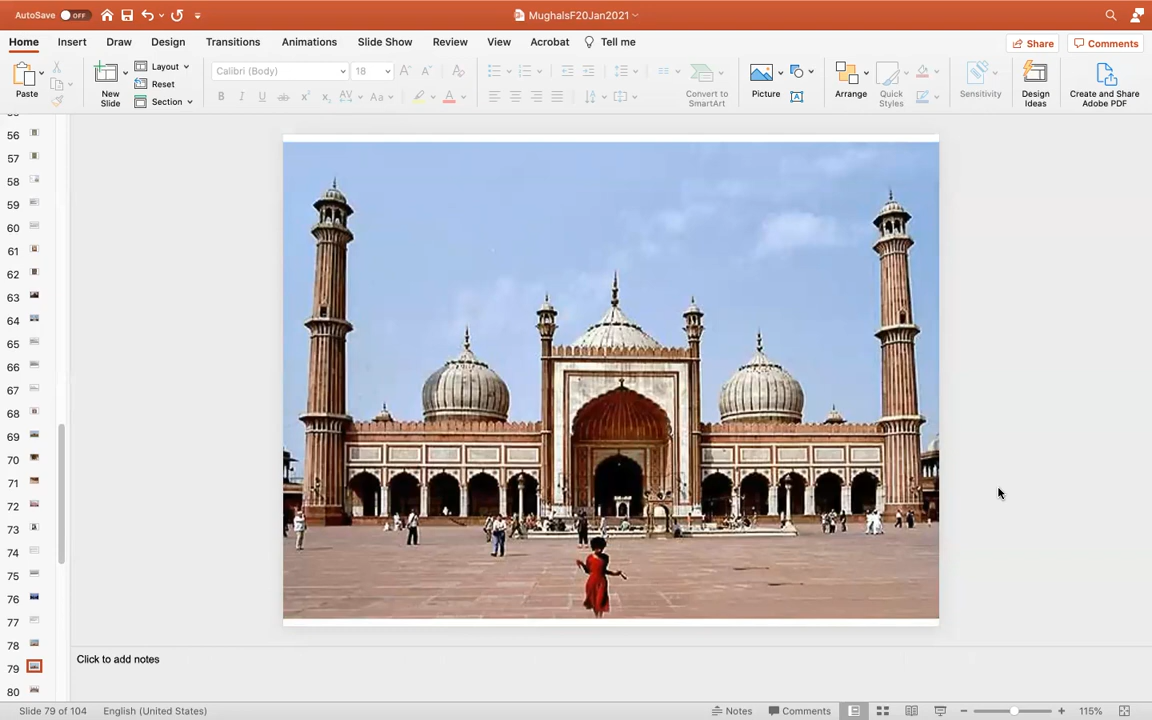 AutoSave OFF
MughalsF20Jan2021
Home Insert Draw Design Transitions Animations Slide Show Review View Acrobat Tell me
Share Comments
Paste
New Slide
Layout
Reset
Section
Calibri (Body) 18
Convert to SmartArt
Picture
Arrange
Quick Styles
Sensitivity
Design Ideas
Create and Share Adobe PDF
56
57
58
59
60
61
62
63
64
65
66
67
68
69
70
71
72
73
74
75
76
77
78
79
80
Click to add notes
Slide 79 of 104 English (United States) Notes Comments 115%